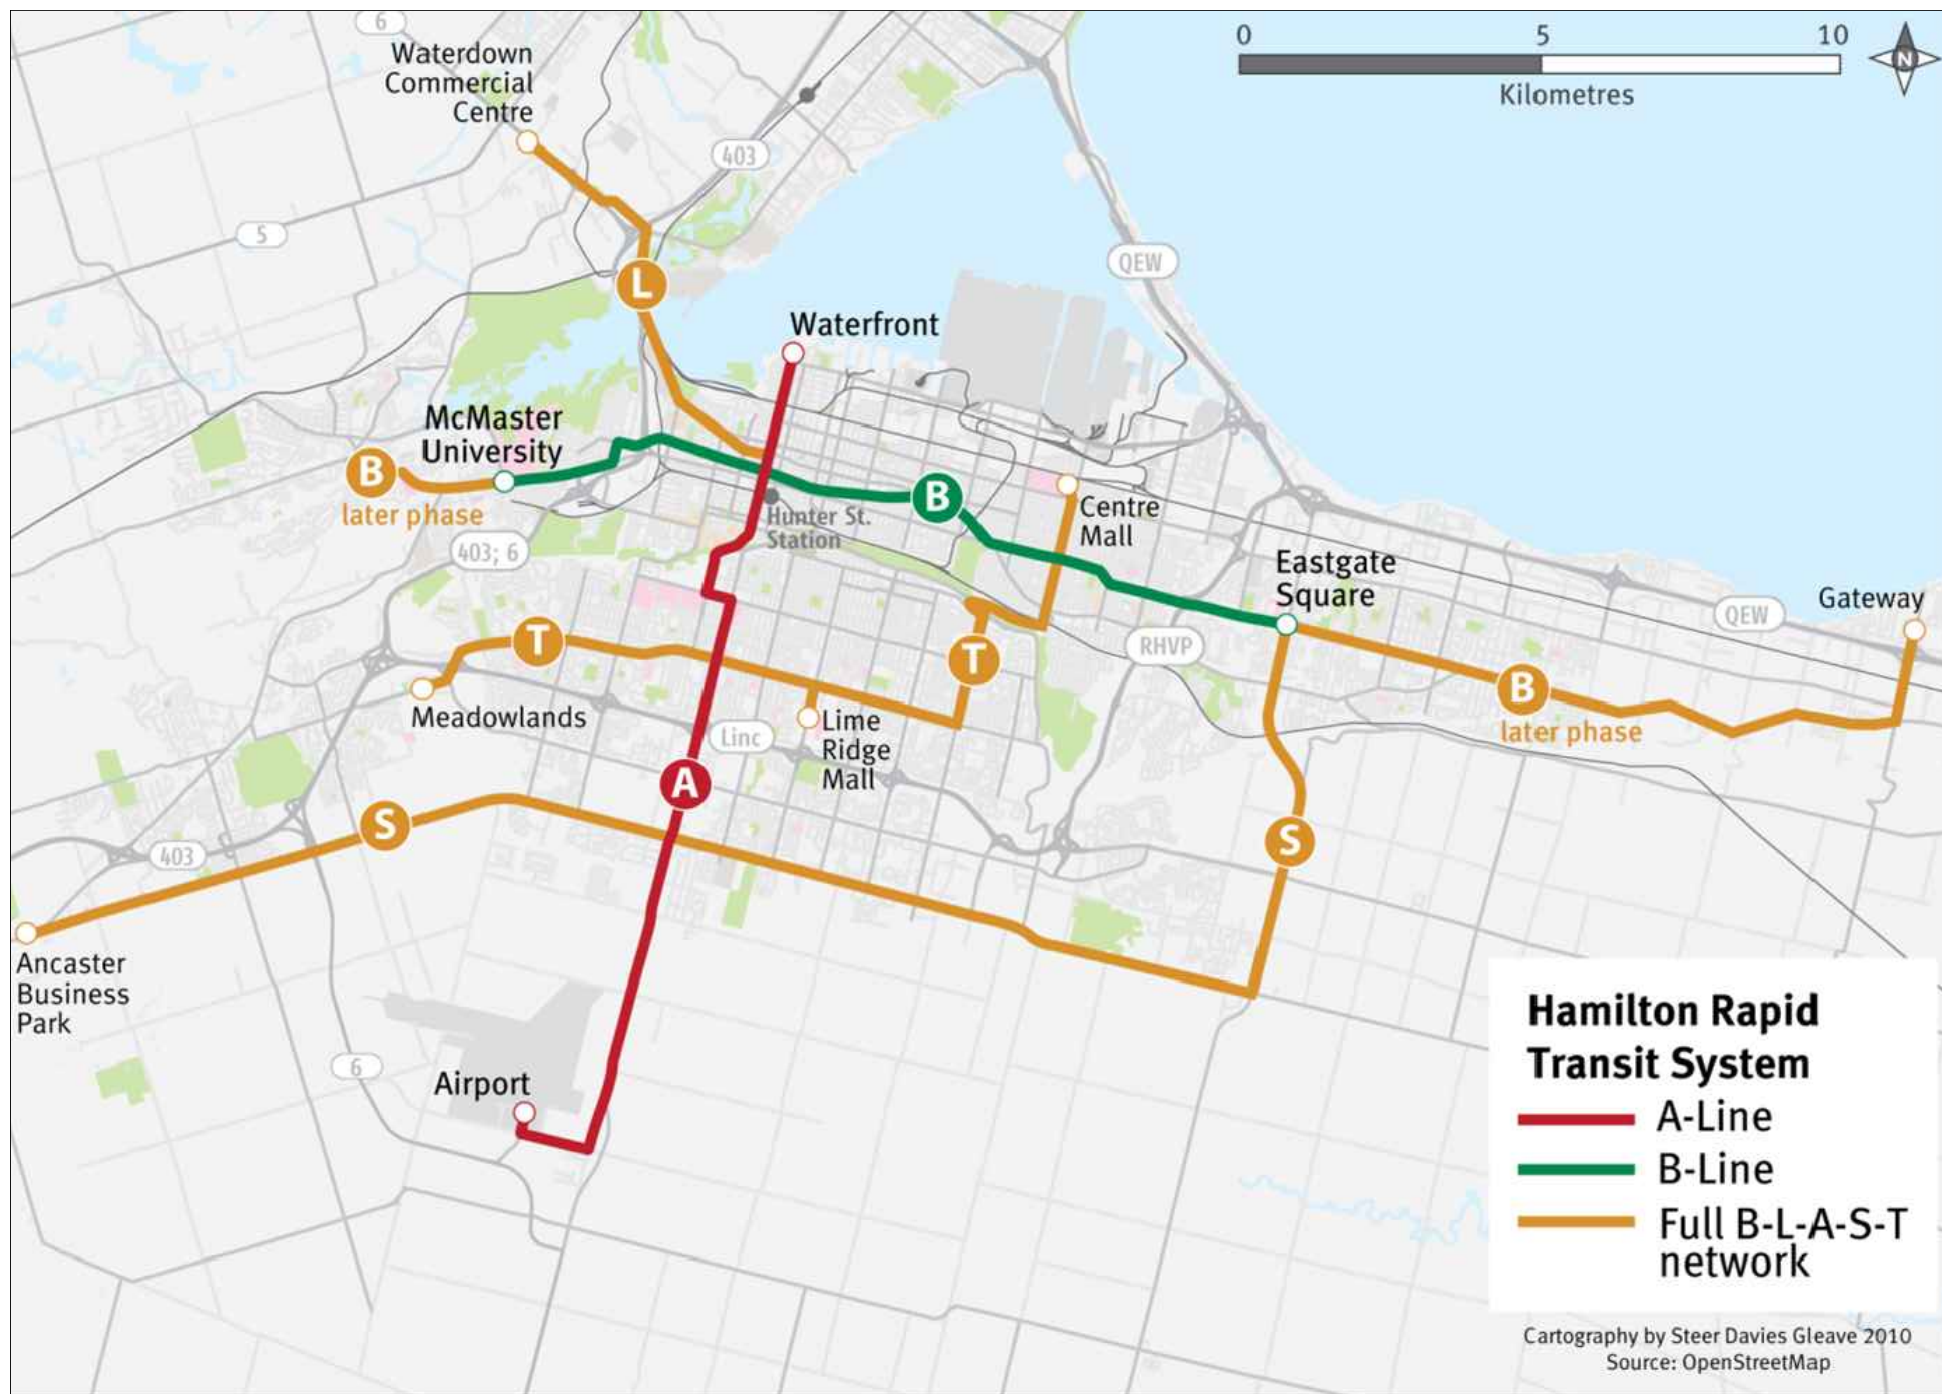 6
Waterdown
Commercial
Centre
0 5 10
Kilometres
N
403
5
QEW
L
Waterfront
McMaster
University
B
later phase
B
Hunter St.
Station
Centre
Mall
403; 6
Eastgate
Square
Gateway
QEW
RHVP
T
T
B
later phase
Meadowlands
Linc
Lime
Ridge
Mall
A
S
S
403
Ancaster
Business
Park
6
Airport
Hamilton Rapid
Transit System
A-Line
B-Line
Full B-L-A-S-T
network
Cartography by Steer Davies Gleave 2010
Source: OpenStreetMap